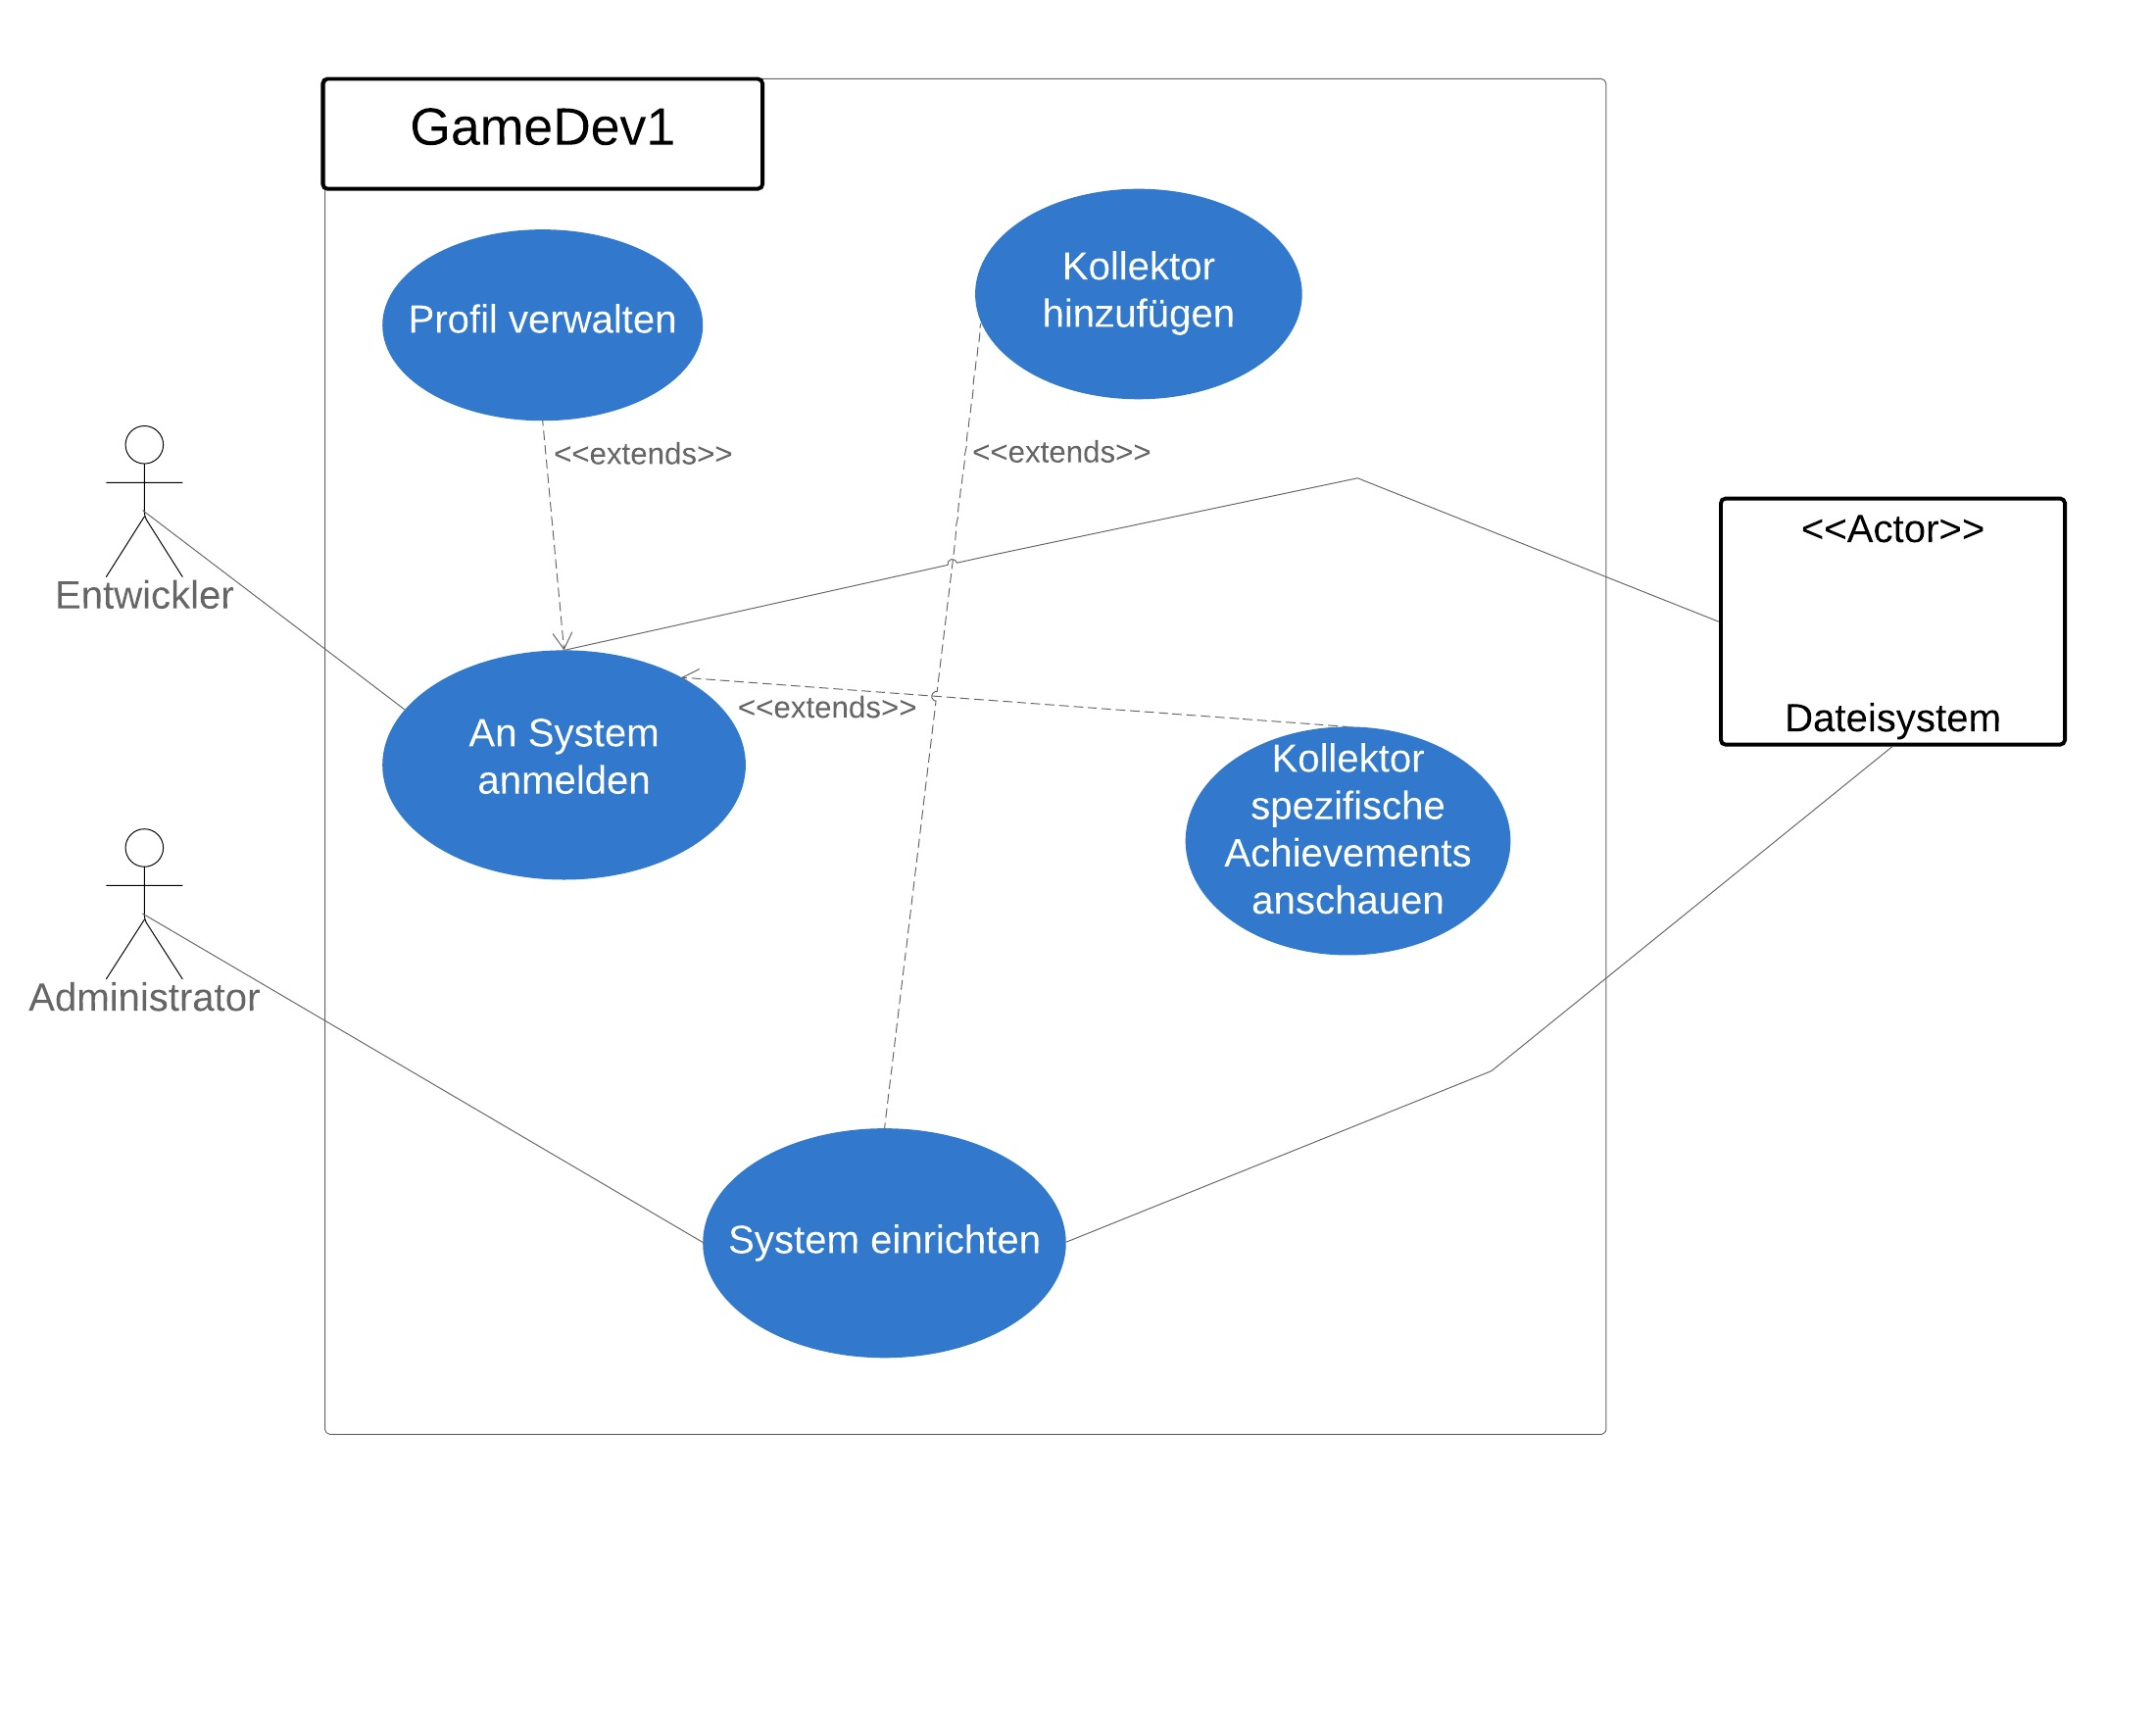 GameDev1
Profil verwalten
Kollektor
hinzufügen
<<extends>>
<<extends>>
Entwickler
<<Actor>>
Dateisystem
An System
anmelden
<<extends>>
Kollektor
spezifische
Achievements
anschauen
Administrator
System einrichten